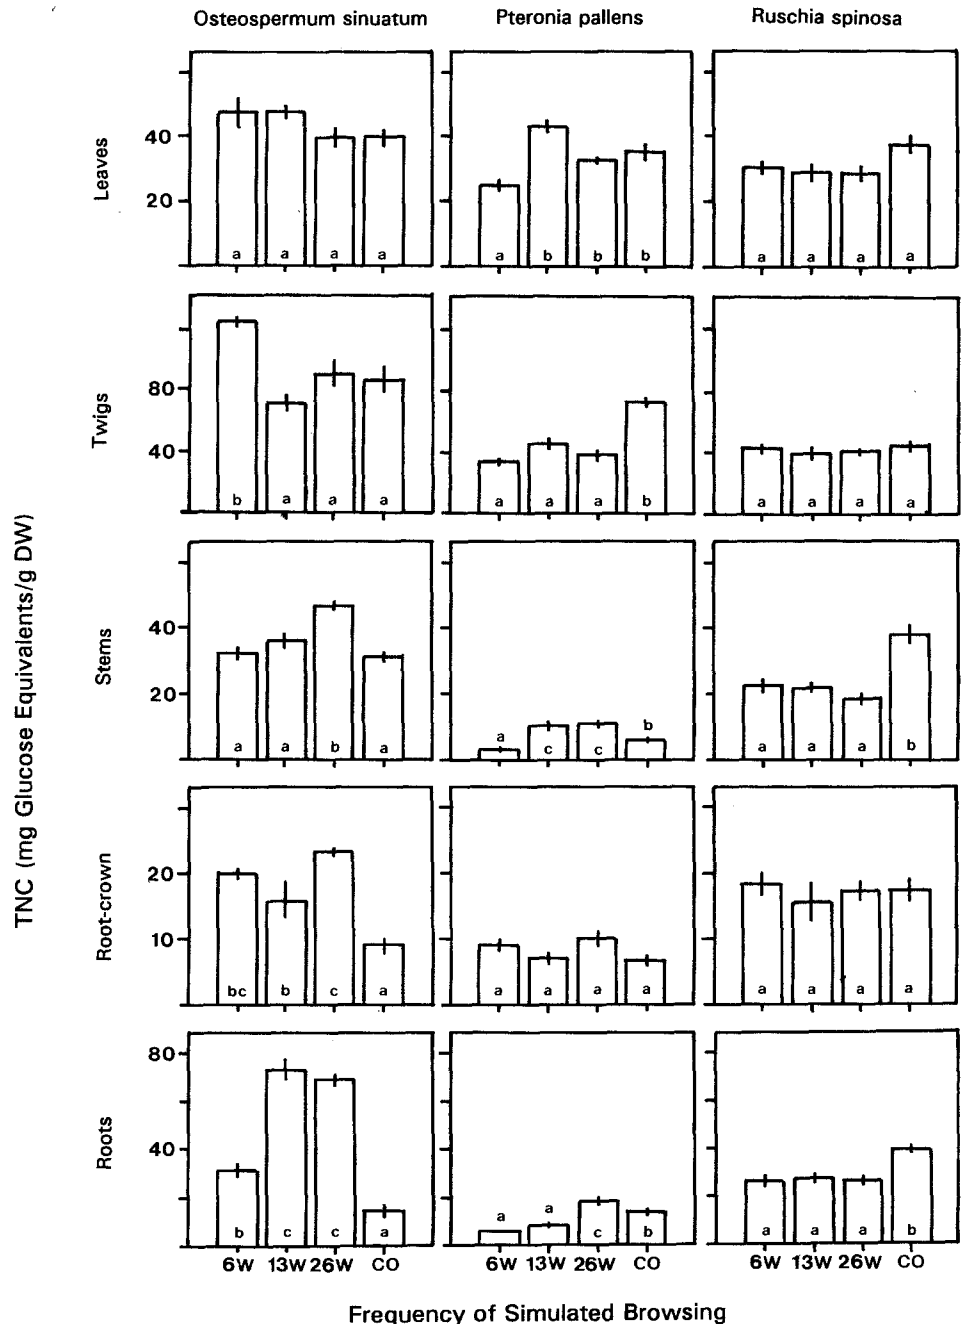 Osteospermum sinuatum Pteronia pallens Ruschia spinosa
TNC (mg Glucose Equivalents/g DW)
Leaves
40
20
a a a a
a b b b
a a a a
Twigs
80
40
b a a a
a a a b
a a a a
Stems
40
20
a a b a
a c c b
a a a b
Root-crown
20
10
bc b c a
a a a a
a a a a
Roots
80
40
b c c a
a a c b
a a a b
6W 13W 26W CO 6W 13W 26W CO 6W 13W 26W CO
Frequency of Simulated Browsing